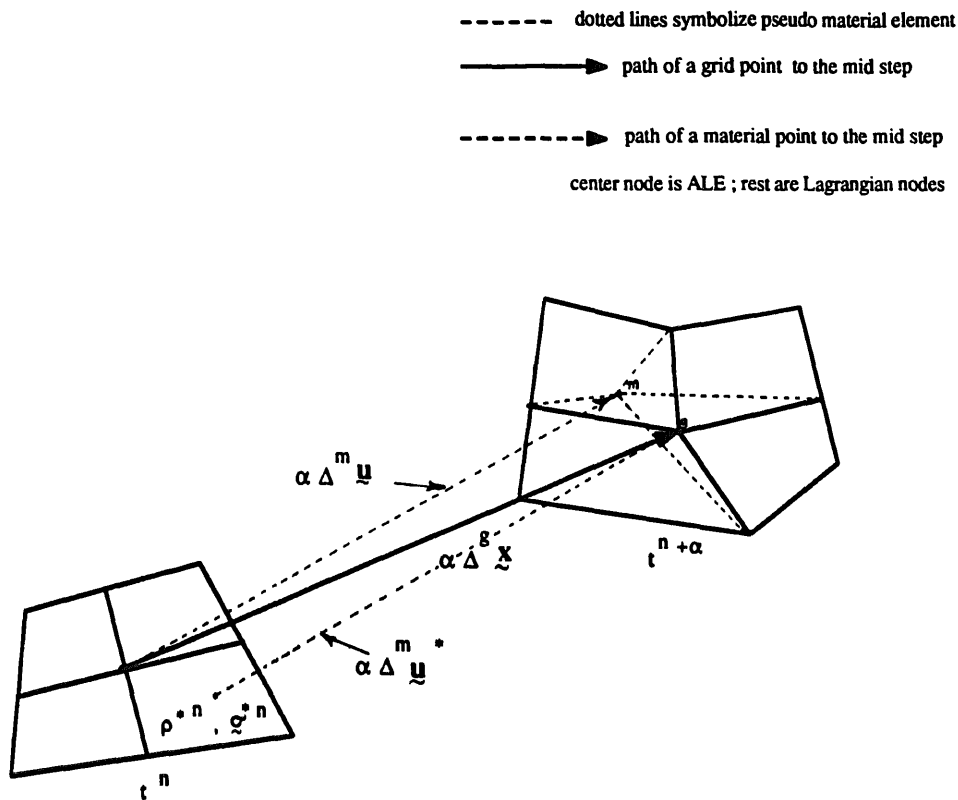 dotted lines symbolize pseudo material element
path of a grid point to the mid step
path of a material point to the mid step
center node is ALE ; rest are Lagrangian nodes
m
g
α Δ^m u
α Δ^g x
t^{n+α}
α Δ^m u*
ρ*^n , σ*^n
t^n